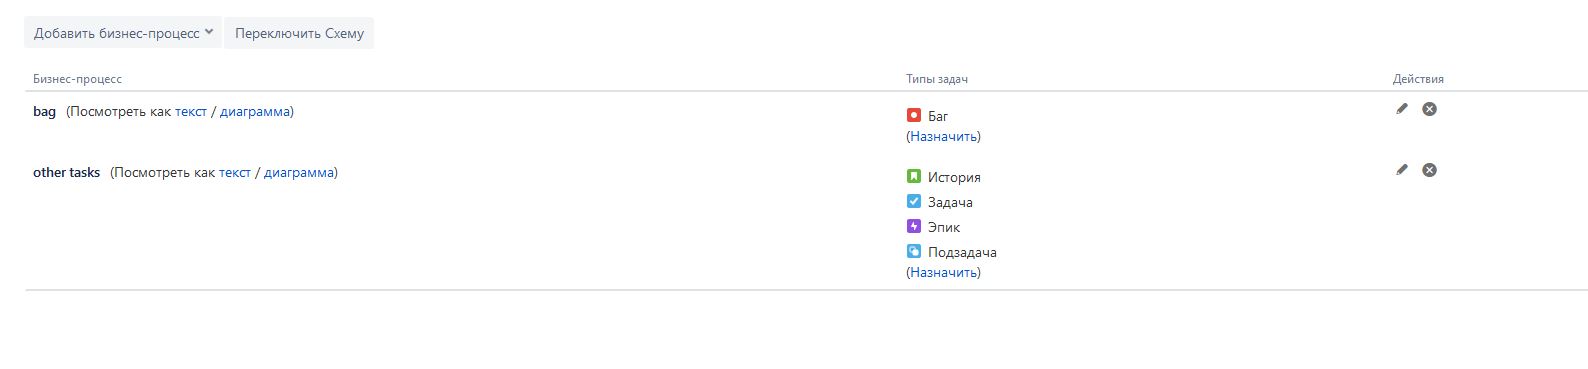 Добавить бизнес-процесс Переключить Схему
Бизнес-процесс Типы задач Действия
bag (Посмотреть как текст / диаграмма)
Баг
(Назначить)
other tasks (Посмотреть как текст / диаграмма)
История
Задача
Эпик
Подзадача
(Назначить)